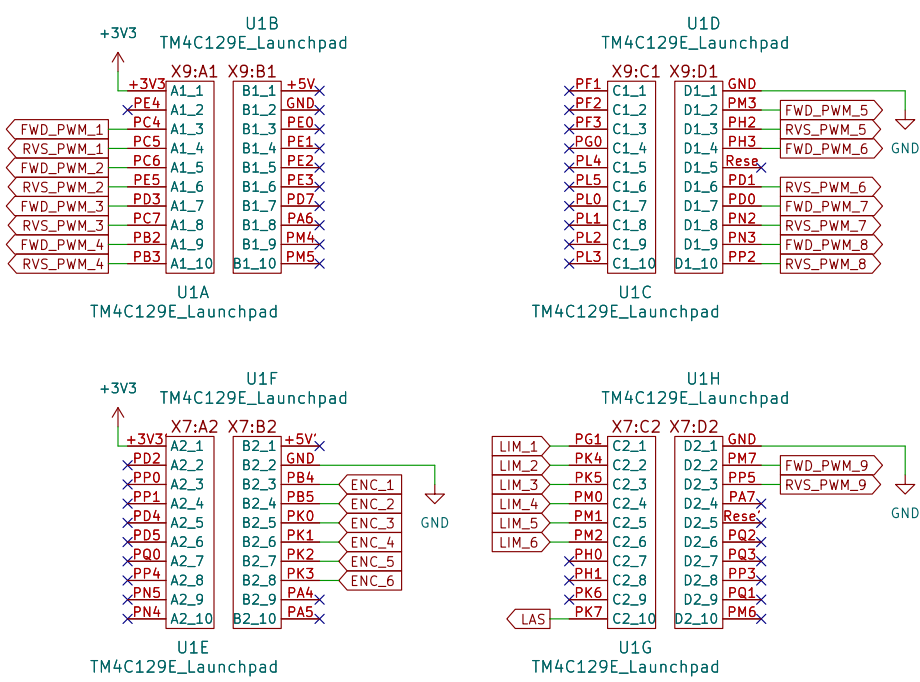 U1B
TM4C129E_Launchpad
+3V3
X9:A1 X9:B1
+3V3 A1_1 B1_1 +5V
PE4 A1_2 B1_2 GND
FWD_PWM_1 PC4 A1_3 B1_3 PE0
RVS_PWM_1 PC5 A1_4 B1_4 PE1
FWD_PWM_2 PC6 A1_5 B1_5 PE2
RVS_PWM_2 PE5 A1_6 B1_6 PE3
FWD_PWM_3 PD3 A1_7 B1_7 PD7
RVS_PWM_3 PC7 A1_8 B1_8 PA6
FWD_PWM_4 PB2 A1_9 B1_9 PM4
RVS_PWM_4 PB3 A1_10 B1_10 PM5
U1A
TM4C129E_Launchpad
U1D
TM4C129E_Launchpad
X9:C1 X9:D1
PF1 C1_1 D1_1 GND
PF2 C1_2 D1_2 PM3 FWD_PWM_5
PF3 C1_3 D1_3 PH2 RVS_PWM_5
PG0 C1_4 D1_4 PH3 FWD_PWM_6
GND
PL4 C1_5 D1_5 Rese
PL5 C1_6 D1_6 PD1 RVS_PWM_6
PL0 C1_7 D1_7 PD0 FWD_PWM_7
PL1 C1_8 D1_8 PN2 RVS_PWM_7
PL2 C1_9 D1_9 PN3 FWD_PWM_8
PL3 C1_10 D1_10 PP2 RVS_PWM_8
U1C
TM4C129E_Launchpad
U1F
TM4C129E_Launchpad
+3V3
X7:A2 X7:B2
+3V3' A2_1 B2_1 +5V'
PD2 A2_2 B2_2 GND
PP0 A2_3 B2_3 PB4 ENC_1
PP1 A2_4 B2_4 PB5 ENC_2
PD4 A2_5 B2_5 PK0 ENC_3
GND
PD5 A2_6 B2_6 PK1 ENC_4
PQ0 A2_7 B2_7 PK2 ENC_5
PP4 A2_8 B2_8 PK3 ENC_6
PN5 A2_9 B2_9 PA4
PN4 A2_10 B2_10 PA5
U1E
TM4C129E_Launchpad
U1H
TM4C129E_Launchpad
X7:C2 X7:D2
LIM_1 PG1 C2_1 D2_1 GND
LIM_2 PK4 C2_2 D2_2 PM7 FWD_PWM_9
LIM_3 PK5 C2_3 D2_3 PP5 RVS_PWM_9
LIM_4 PM0 C2_4 D2_4 PA7
GND
LIM_5 PM1 C2_5 D2_5 Rese'
LIM_6 PM2 C2_6 D2_6 PQ2
PH0 C2_7 D2_7 PQ3
PH1 C2_8 D2_8 PP3
PK6 C2_9 D2_9 PQ1
LAS PK7 C2_10 D2_10 PM6
U1G
TM4C129E_Launchpad